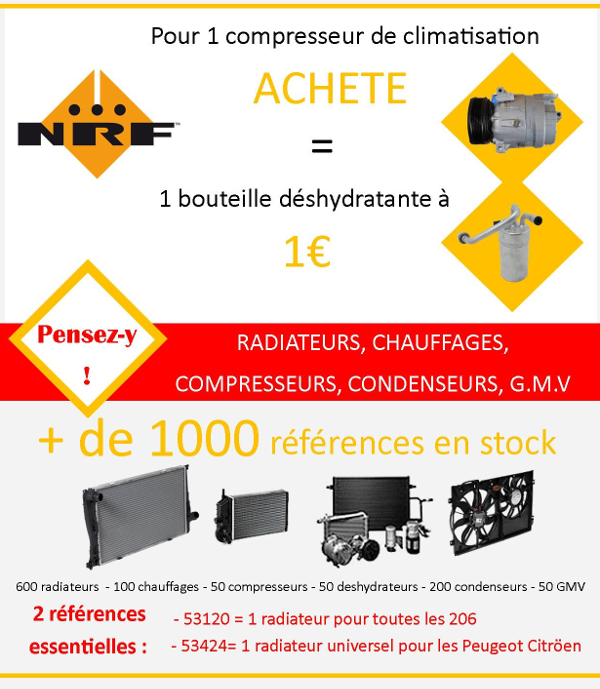 Pour 1 compresseur de climatisation
ACHETE
NRF
TM
=
1 bouteille déshydratante à
1€
Pensez-y
!
RADIATEURS, CHAUFFAGES,
COMPRESSEURS, CONDENSEURS, G.M.V
+ de 1000 références en stock
600 radiateurs - 100 chauffages - 50 compresseurs - 50 deshydrateurs - 200 condenseurs - 50 GMV
2 références
essentielles :
- 53120 = 1 radiateur pour toutes les 206
- 53424= 1 radiateur universel pour les Peugeot Citröen